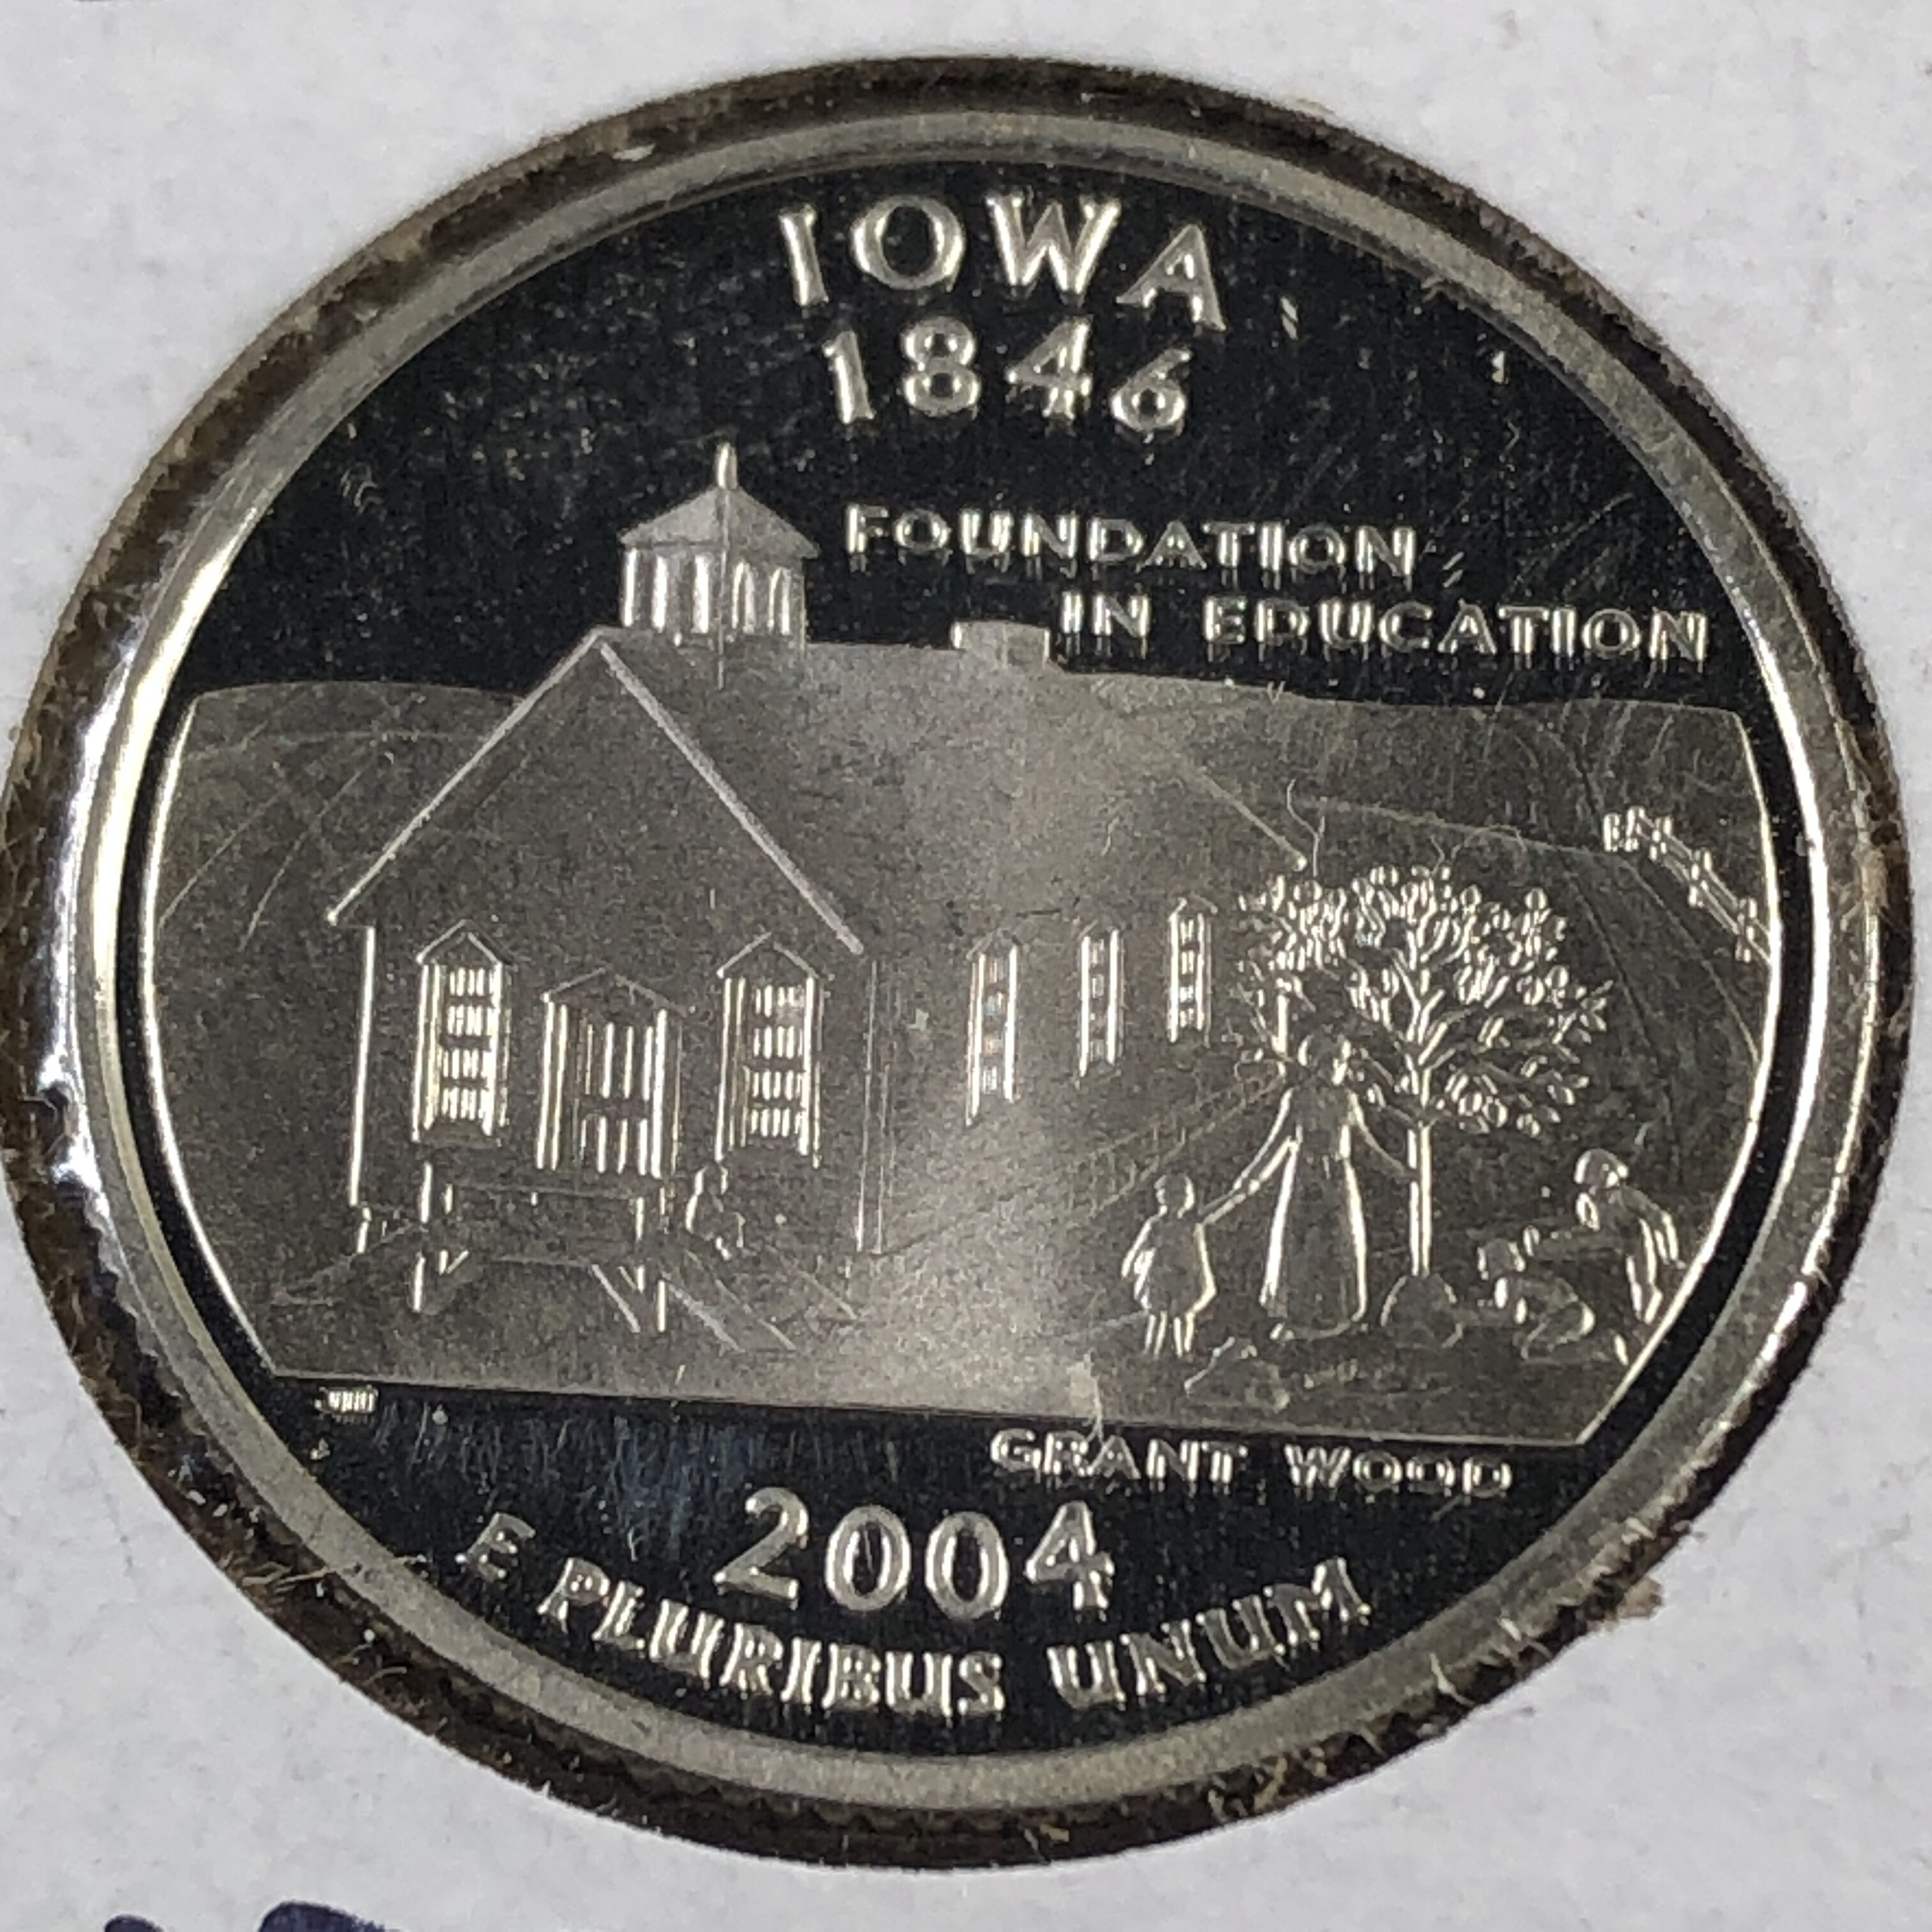 IOWA
1846
FOUNDATION
IN EDUCATION
GRANT WOOD
2004
E PLURIBUS UNUM